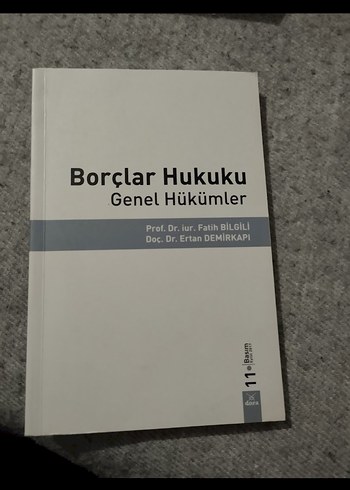 Borçlar Hukuku
Genel Hükümler
Prof. Dr. iur. Fatih BİLGİLİ
Doç. Dr. Ertan DEMİRKAPI
11. Basım
dora